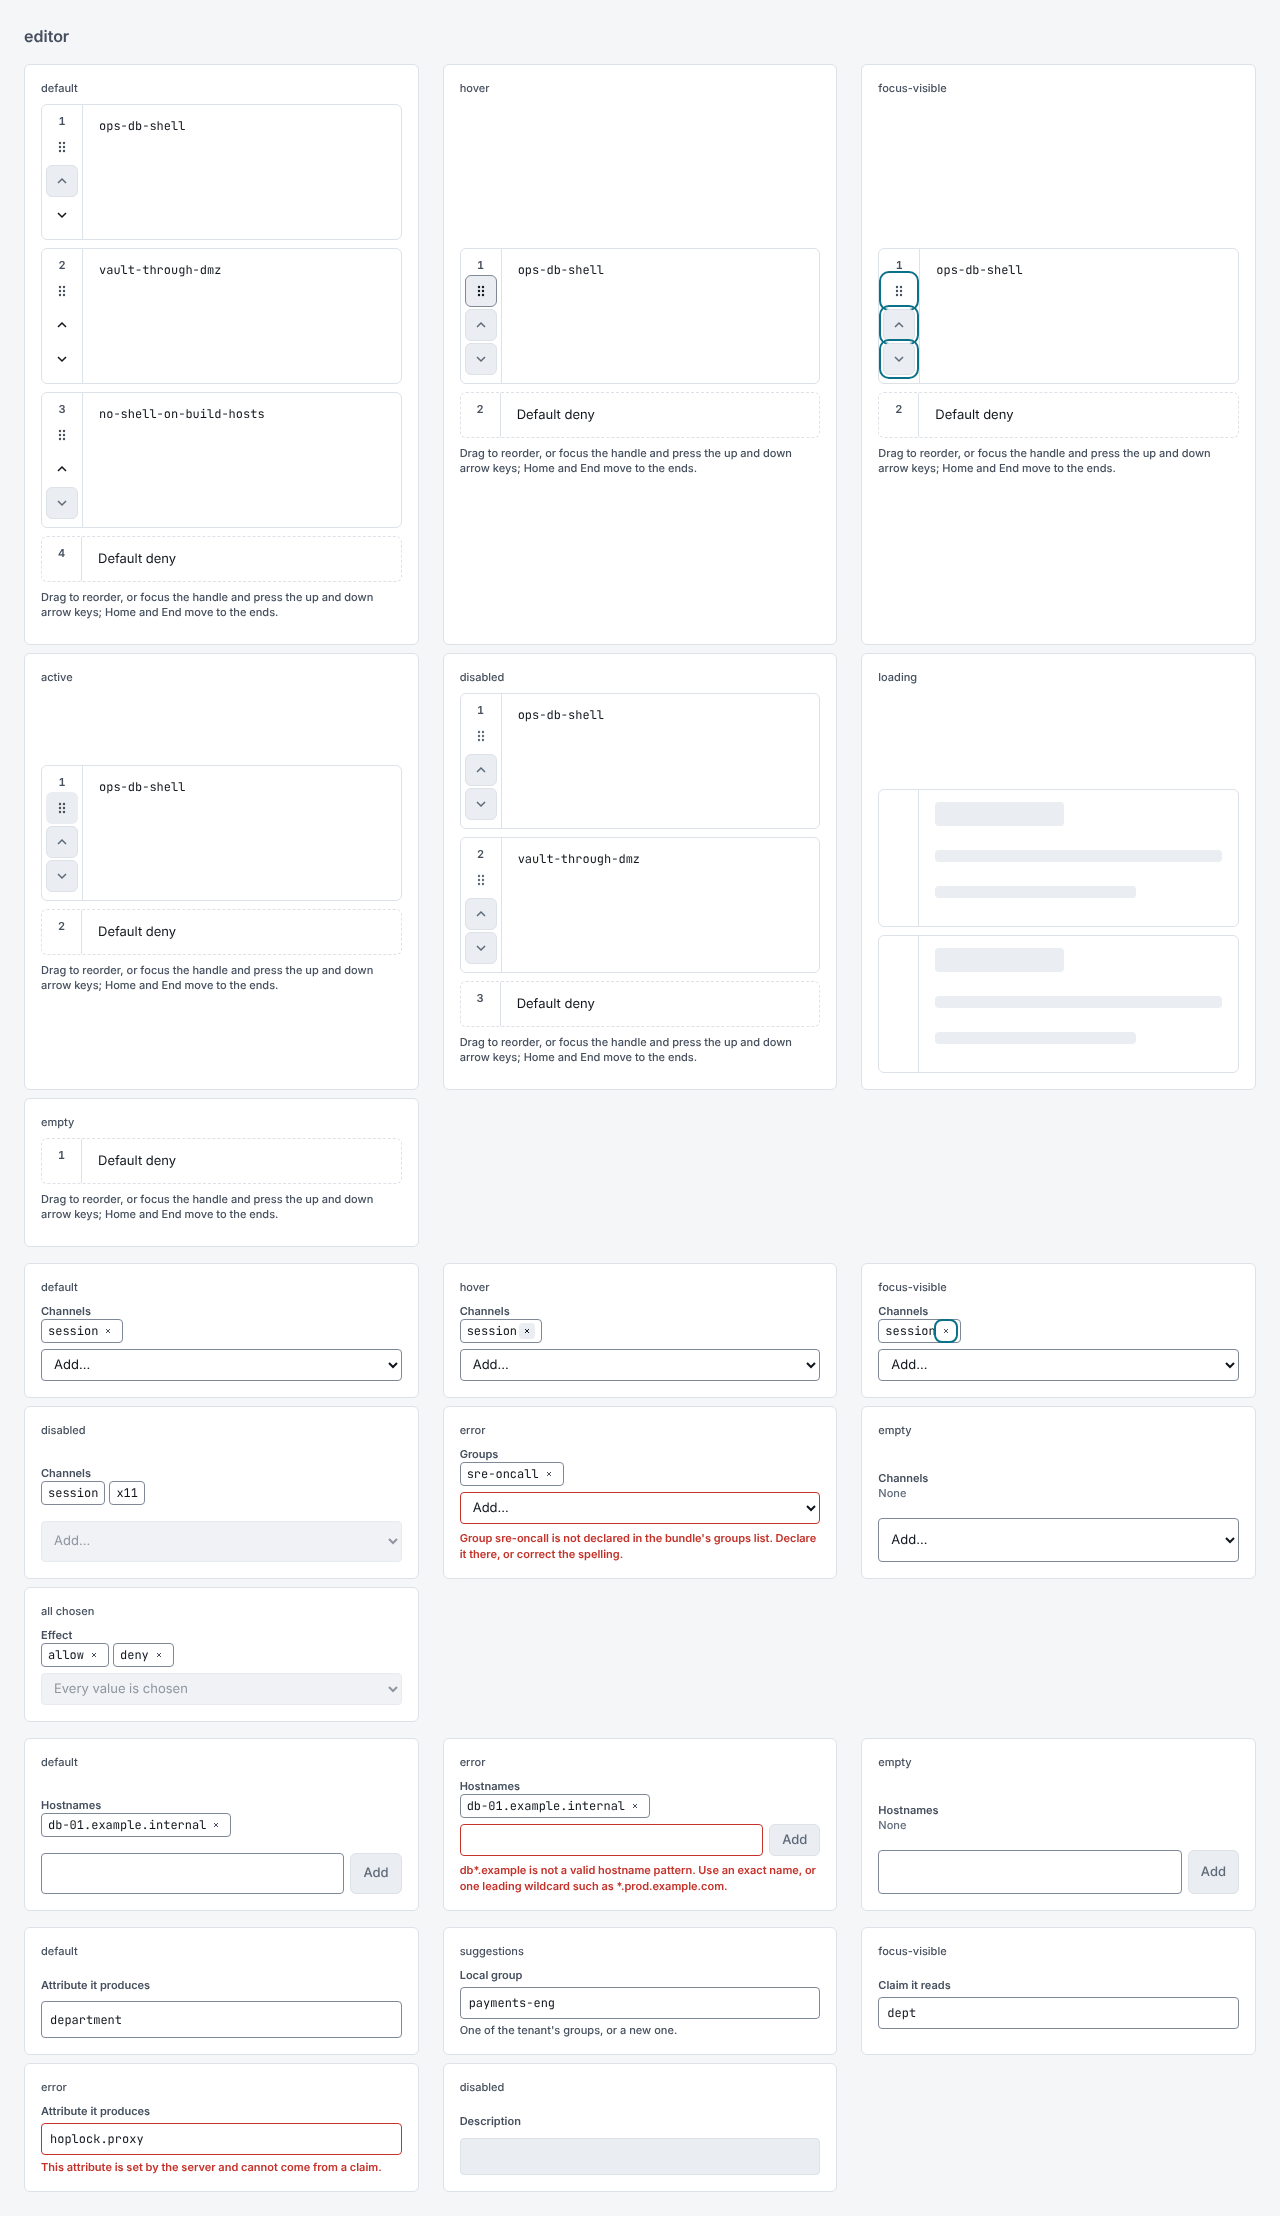 editor
default
1
ops-db-shell
2
vault-through-dmz
3
no-shell-on-build-hosts
4
Default deny
Drag to reorder, or focus the handle and press the up and down
arrow keys; Home and End move to the ends.
hover
1
ops-db-shell
2
Default deny
Drag to reorder, or focus the handle and press the up and down
arrow keys; Home and End move to the ends.
focus-visible
1
ops-db-shell
2
Default deny
Drag to reorder, or focus the handle and press the up and down
arrow keys; Home and End move to the ends.
active
1
ops-db-shell
2
Default deny
Drag to reorder, or focus the handle and press the up and down
arrow keys; Home and End move to the ends.
disabled
1
ops-db-shell
2
vault-through-dmz
3
Default deny
Drag to reorder, or focus the handle and press the up and down
arrow keys; Home and End move to the ends.
loading
empty
1
Default deny
Drag to reorder, or focus the handle and press the up and down
arrow keys; Home and End move to the ends.
default
Channels
session ×
Add...
hover
Channels
session ×
Add...
focus-visible
Channels
session ×
Add...
disabled
Channels
session x11
Add...
error
Groups
sre-oncall ×
Add...
Group sre-oncall is not declared in the bundle's groups list. Declare
it there, or correct the spelling.
empty
Channels
None
Add...
all chosen
Effect
allow × deny ×
Every value is chosen
default
Hostnames
db-01.example.internal ×
Add
error
Hostnames
db-01.example.internal ×
Add
db*.example is not a valid hostname pattern. Use an exact name, or
one leading wildcard such as *.prod.example.com.
empty
Hostnames
None
Add
default
Attribute it produces
department
suggestions
Local group
payments-eng
One of the tenant's groups, or a new one.
focus-visible
Claim it reads
dept
error
Attribute it produces
hoplock.proxy
This attribute is set by the server and cannot come from a claim.
disabled
Description